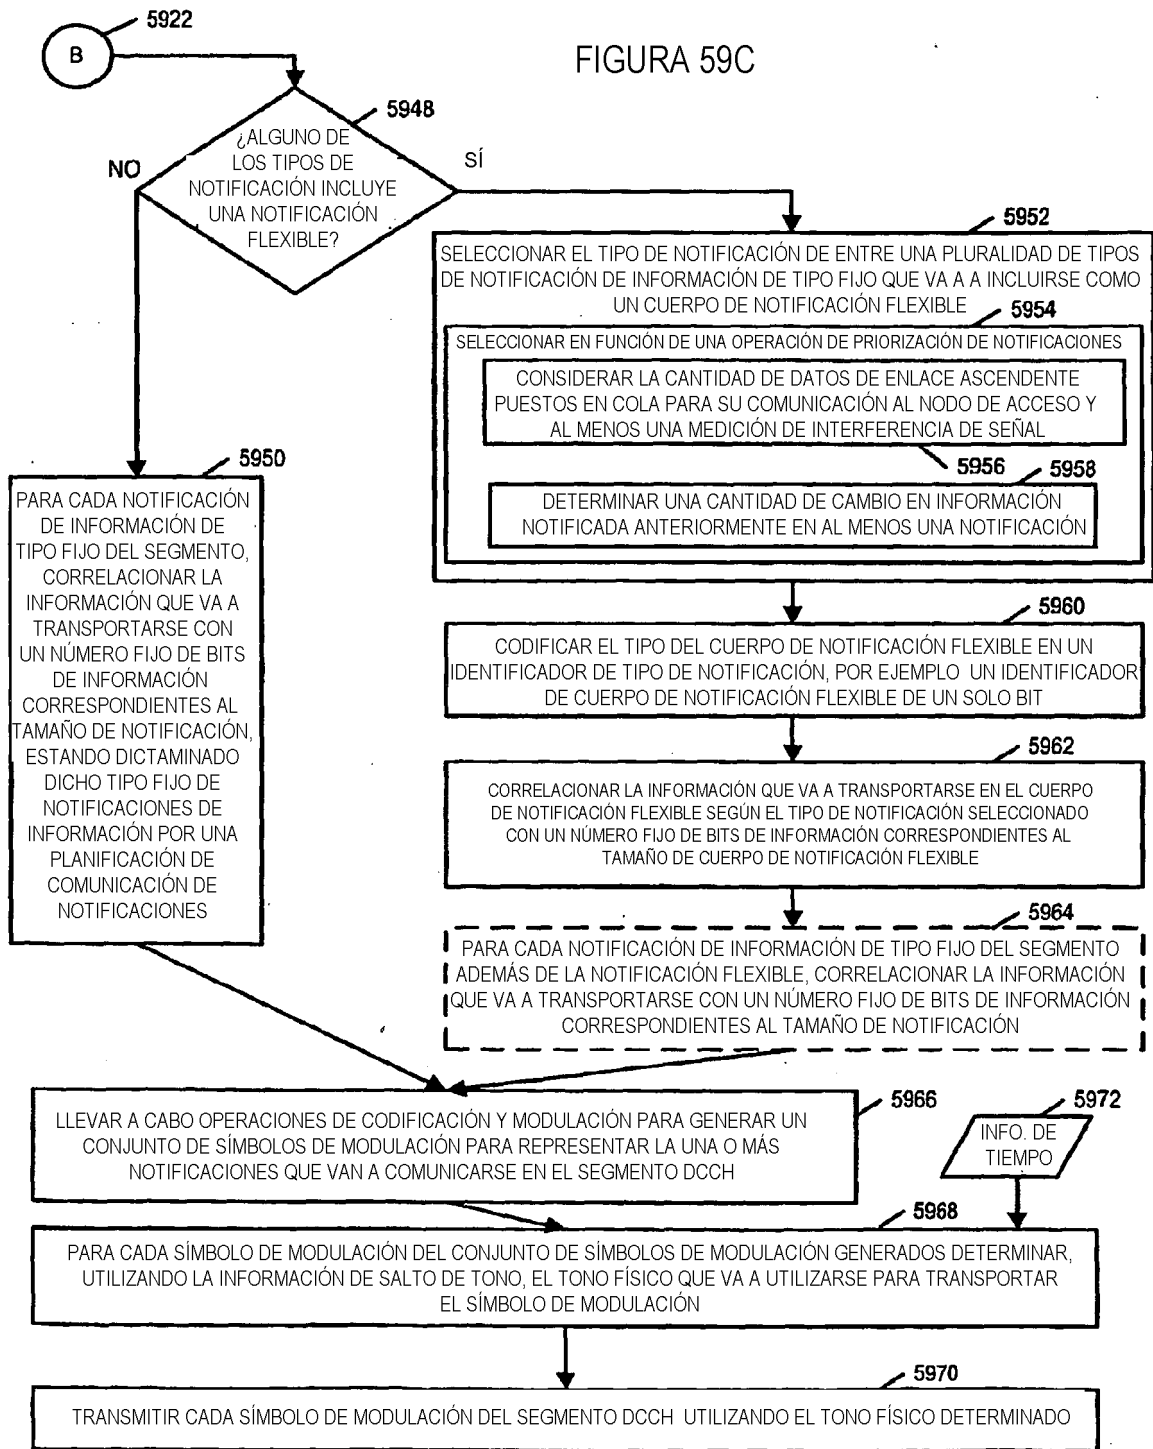 5922
B
FIGURA 59C
5948
¿ALGUNO DE
LOS TIPOS DE
NOTIFICACIÓN INCLUYE
UNA NOTIFICACIÓN
FLEXIBLE?
NO
SÍ
5952
SELECCIONAR EL TIPO DE NOTIFICACIÓN DE ENTRE UNA PLURALIDAD DE TIPOS
DE NOTIFICACIÓN DE INFORMACIÓN DE TIPO FIJO QUE VA A A INCLUIRSE COMO
UN CUERPO DE NOTIFICACIÓN FLEXIBLE
5954
SELECCIONAR EN FUNCIÓN DE UNA OPERACIÓN DE PRIORIZACIÓN DE NOTIFICACIONES
CONSIDERAR LA CANTIDAD DE DATOS DE ENLACE ASCENDENTE
PUESTOS EN COLA PARA SU COMUNICACIÓN AL NODO DE ACCESO Y
AL MENOS UNA MEDICIÓN DE INTERFERENCIA DE SEÑAL
5956
5958
DETERMINAR UNA CANTIDAD DE CAMBIO EN INFORMACIÓN
NOTIFICADA ANTERIORMENTE EN AL MENOS UNA NOTIFICACIÓN
5950
PARA CADA NOTIFICACIÓN
DE INFORMACIÓN DE
TIPO FIJO DEL SEGMENTO,
CORRELACIONAR LA
INFORMACIÓN QUE VA A
TRANSPORTARSE CON
UN NÚMERO FIJO DE BITS
DE INFORMACIÓN
CORRESPONDIENTES AL
TAMAÑO DE NOTIFICACIÓN,
ESTANDO DICTAMINADO
DICHO TIPO FIJO DE
NOTIFICACIONES DE
INFORMACIÓN POR UNA
PLANIFICACIÓN DE
COMUNICACIÓN DE
NOTIFICACIONES
5960
CODIFICAR EL TIPO DEL CUERPO DE NOTIFICACIÓN FLEXIBLE EN UN
IDENTIFICADOR DE TIPO DE NOTIFICACIÓN, POR EJEMPLO UN IDENTIFICADOR
DE CUERPO DE NOTIFICACIÓN FLEXIBLE DE UN SOLO BIT
5962
CORRELACIONAR LA INFORMACIÓN QUE VA A TRANSPORTARSE EN EL CUERPO
DE NOTIFICACIÓN FLEXIBLE SEGÚN EL TIPO DE NOTIFICACIÓN SELECCIONADO
CON UN NÚMERO FIJO DE BITS DE INFORMACIÓN CORRESPONDIENTES AL
TAMAÑO DE CUERPO DE NOTIFICACIÓN FLEXIBLE
5964
PARA CADA NOTIFICACIÓN DE INFORMACIÓN DE TIPO FIJO DEL SEGMENTO
ADEMÁS DE LA NOTIFICACIÓN FLEXIBLE, CORRELACIONAR LA INFORMACIÓN
QUE VA A TRANSPORTARSE CON UN NÚMERO FIJO DE BITS DE INFORMACIÓN
CORRESPONDIENTES AL TAMAÑO DE NOTIFICACIÓN
5966
LLEVAR A CABO OPERACIONES DE CODIFICACIÓN Y MODULACIÓN PARA GENERAR UN
CONJUNTO DE SÍMBOLOS DE MODULACIÓN PARA REPRESENTAR LA UNA O MÁS
NOTIFICACIONES QUE VAN A COMUNICARSE EN EL SEGMENTO DCCH
5972
INFO. DE
TIEMPO
5968
PARA CADA SÍMBOLO DE MODULACIÓN DEL CONJUNTO DE SÍMBOLOS DE MODULACIÓN GENERADOS DETERMINAR,
UTILIZANDO LA INFORMACIÓN DE SALTO DE TONO, EL TONO FÍSICO QUE VA A UTILIZARSE PARA TRANSPORTAR
EL SÍMBOLO DE MODULACIÓN
5970
TRANSMITIR CADA SÍMBOLO DE MODULACIÓN DEL SEGMENTO DCCH UTILIZANDO EL TONO FÍSICO DETERMINADO